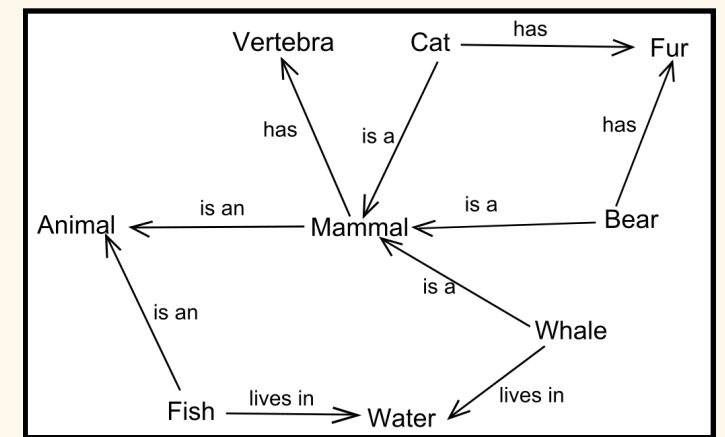 has
Vertebra
Cat
Fur
has
is a
has
is an
is a
Animal
Mammal
Bear
is a
is an
Whale
lives in
lives in
Fish
Water